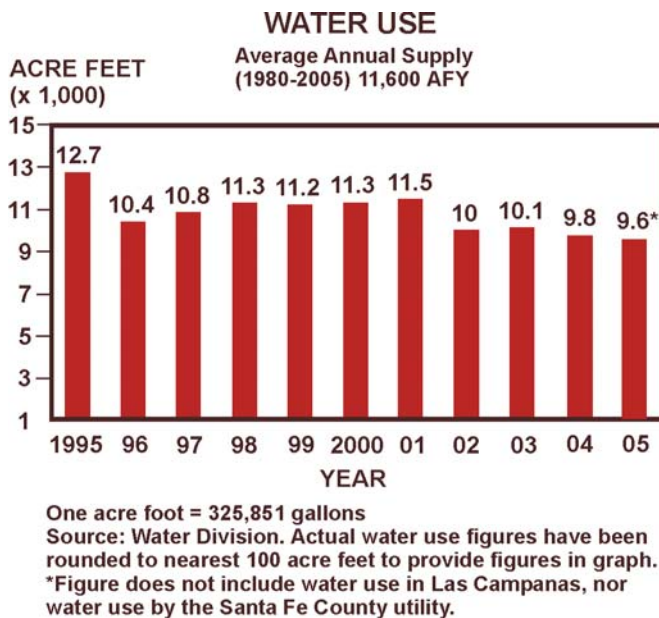 WATER USE
Average Annual Supply
(1980-2005) 11,600 AFY
ACRE FEET
(x 1,000)
15
13
11
9
7
5
3
1
12.7
10.4
10.8
11.3
11.2
11.3
11.5
10
10.1
9.8
9.6*
1995 96 97 98 99 2000 01 02 03 04 05
YEAR
One acre foot = 325,851 gallons
Source: Water Division. Actual water use figures have been
rounded to nearest 100 acre feet to provide figures in graph.
*Figure does not include water use in Las Campanas, nor
water use by the Santa Fe County utility.